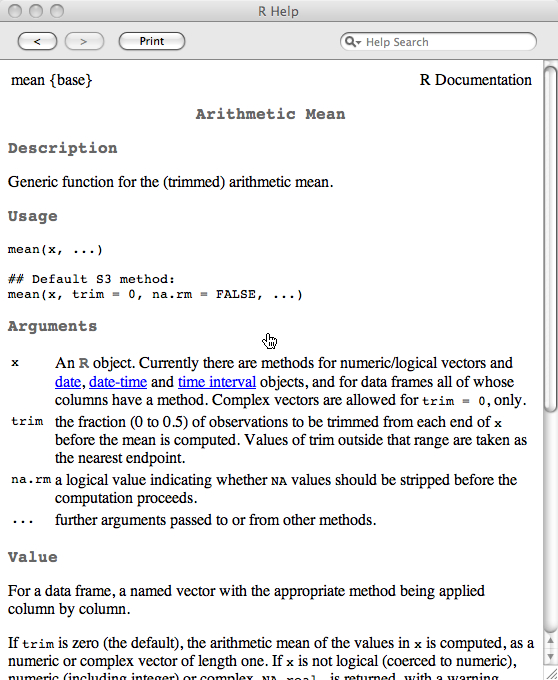 R Help
< > Print Help Search
mean {base} R Documentation
Arithmetic Mean
Description
Generic function for the (trimmed) arithmetic mean.
Usage
mean(x, ...)
## Default S3 method:
mean(x, trim = 0, na.rm = FALSE, ...)
Arguments
x An R object. Currently there are methods for numeric/logical vectors and
date, date-time and time interval objects, and for data frames all of whose
columns have a method. Complex vectors are allowed for trim = 0, only.
trim the fraction (0 to 0.5) of observations to be trimmed from each end of x
before the mean is computed. Values of trim outside that range are taken as
the nearest endpoint.
na.rm a logical value indicating whether NA values should be stripped before the
computation proceeds.
... further arguments passed to or from other methods.
Value
For a data frame, a named vector with the appropriate method being applied
column by column.
If trim is zero (the default), the arithmetic mean of the values in x is computed, as a
numeric or complex vector of length one. If x is not logical (coerced to numeric),
numeric (including integer) or complex, NA_real_ is returned, with a warning.